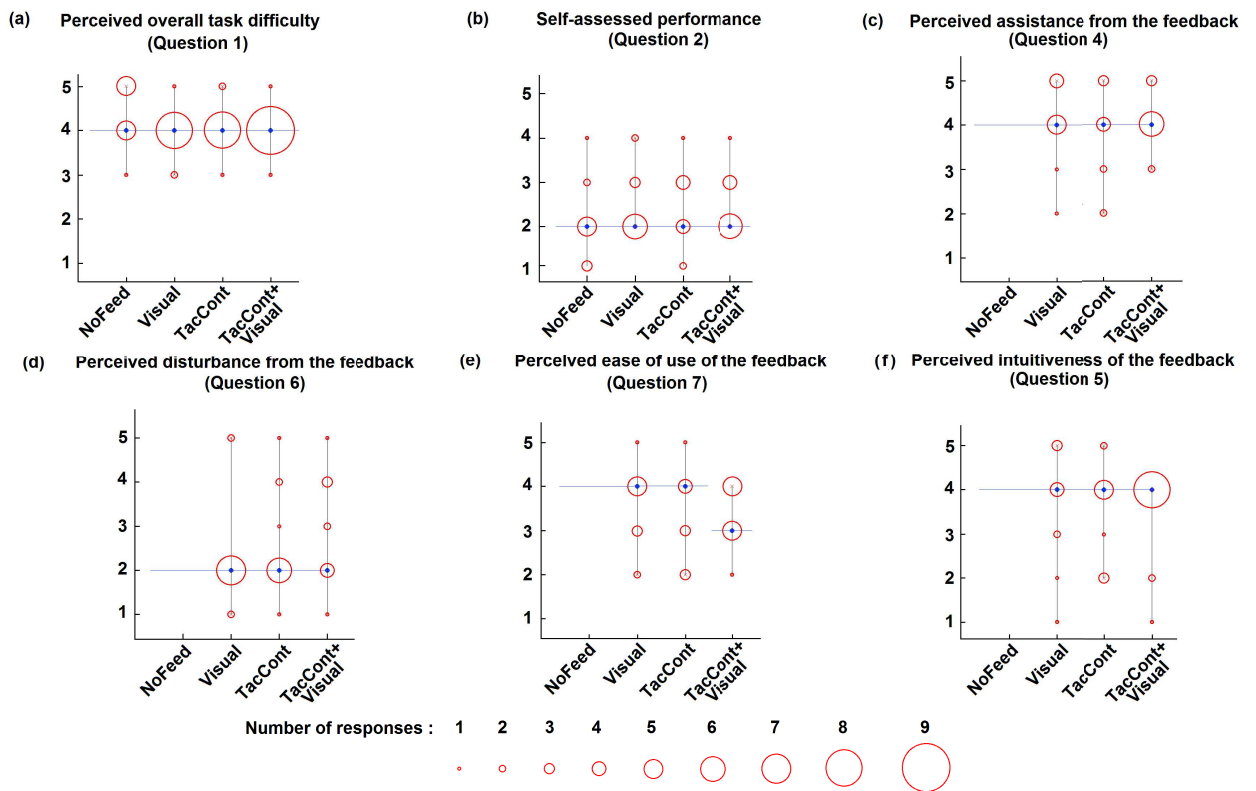 (a) Perceived overall task difficulty
(Question 1)
5
4
3
2
1
NoFeed
Visual
TacCont
TacCont+
Visual
(b) Self-assessed performance
(Question 2)
5
4
3
2
1
NoFeed
Visual
TacCont
TacCont+
Visual
(c) Perceived assistance from the feedback
(Question 4)
5
4
3
2
1
NoFeed
Visual
TacCont
TacCont+
Visual
(d) Perceived disturbance from the feedback
(Question 6)
5
4
3
2
1
NoFeed
Visual
TacCont
TacCont+
Visual
(e) Perceived ease of use of the feedback
(Question 7)
5
4
3
2
1
NoFeed
Visual
TacCont
TacCont+
Visual
(f) Perceived intuitiveness of the feedback
(Question 5)
5
4
3
2
1
NoFeed
Visual
TacCont
TacCont+
Visual
Number of responses : 1 2 3 4 5 6 7 8 9